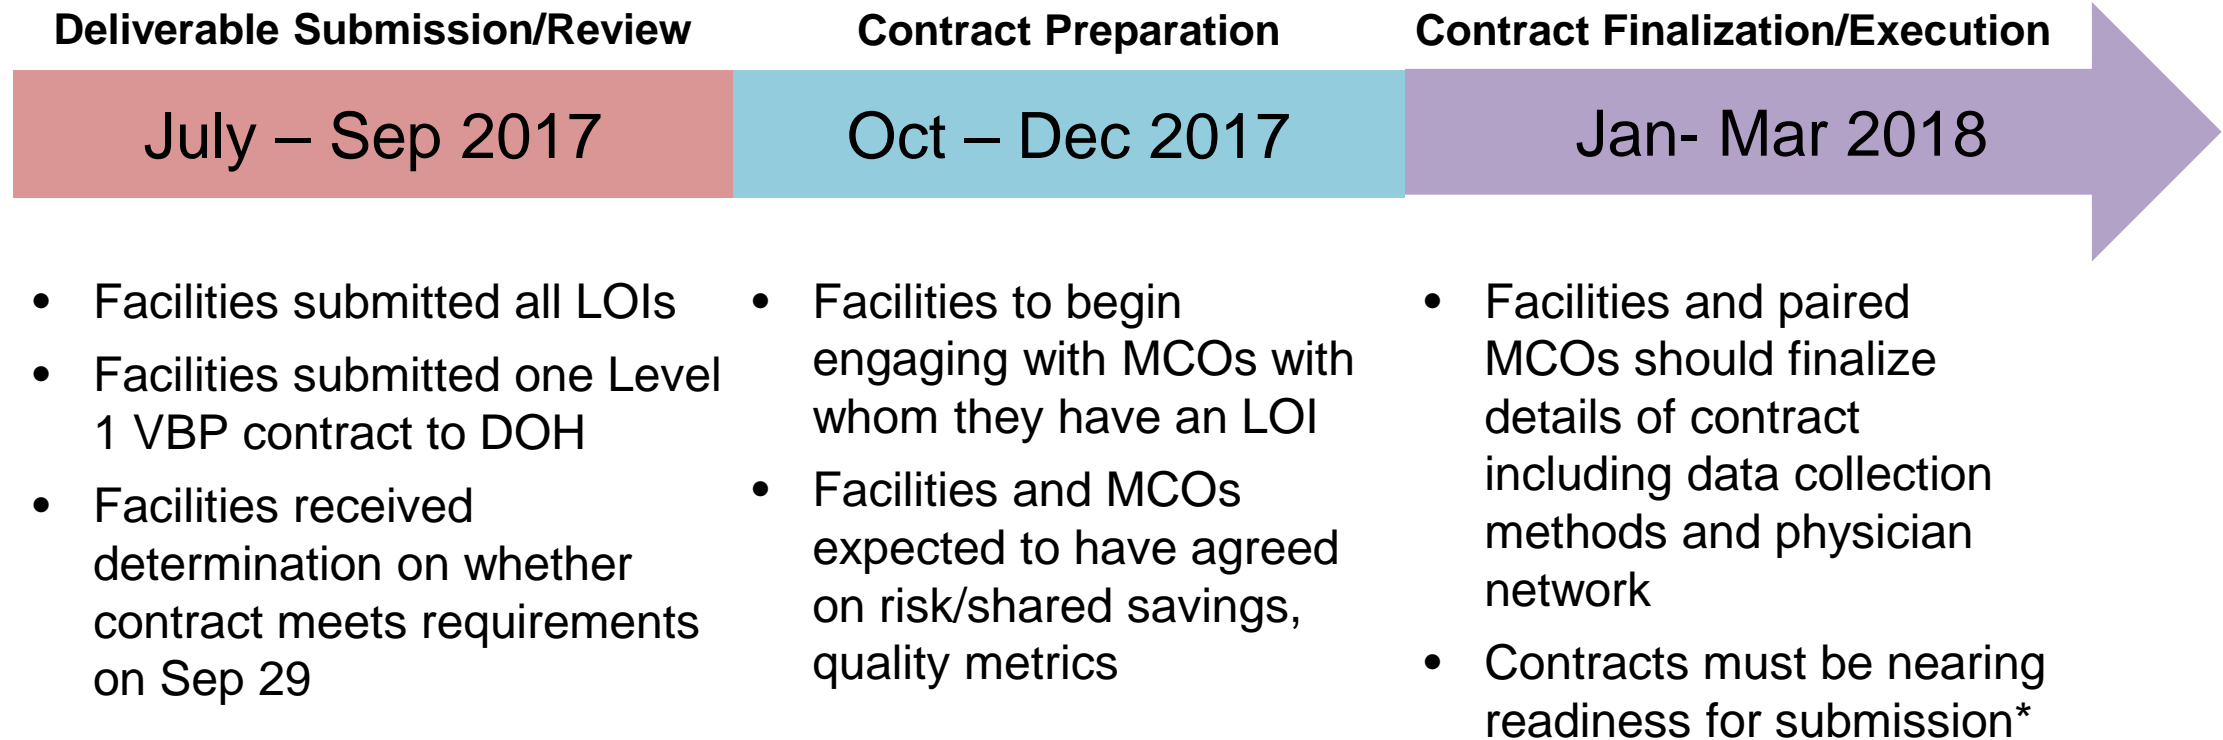 Deliverable Submission/Review
July – Sep 2017
• Facilities submitted all LOIs
• Facilities submitted one Level
1 VBP contract to DOH
• Facilities received
determination on whether
contract meets requirements
on Sep 29
Contract Preparation
Oct – Dec 2017
• Facilities to begin
engaging with MCOs with
whom they have an LOI
• Facilities and MCOs
expected to have agreed
on risk/shared savings,
quality metrics
Contract Finalization/Execution
Jan- Mar 2018
• Facilities and paired
MCOs should finalize
details of contract
including data collection
methods and physician
network
• Contracts must be nearing
readiness for submission*